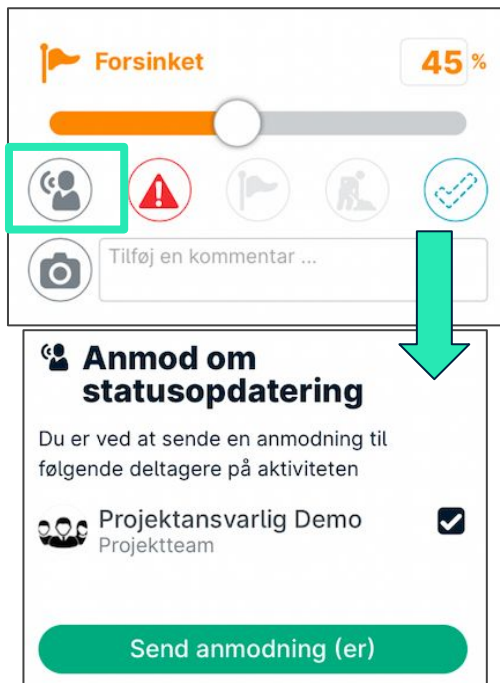 Forsinket 45 %
Tilføj en kommentar ...
Anmod om
statusopdatering
Du er ved at sende en anmodning til
følgende deltagere på aktiviteten
Projektansvarlig Demo
Projektteam
Send anmodning (er)